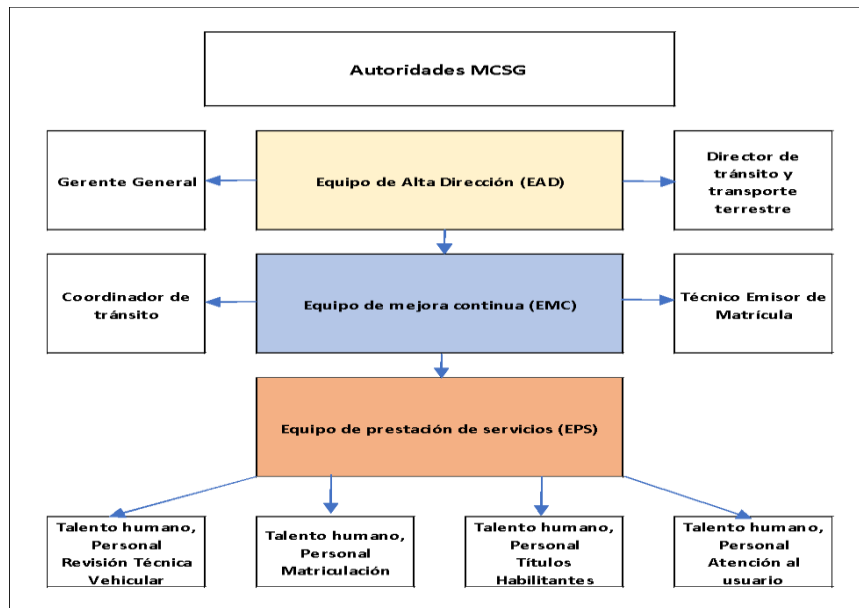 Autoridades MCSG
Gerente General
Equipo de Alta Dirección (EAD)
Director de
tránsito y
transporte
terrestre
Coordinador de
tránsito
Equipo de mejora continua (EMC)
Técnico Emisor de
Matrícula
Equipo de prestación de servicios (EPS)
Talento humano,
Personal
Revisión Técnica
Vehicular
Talento humano,
Personal
Matriculación
Talento humano,
Personal
Títulos
Habilitantes
Talento humano,
Personal
Atención al
usuario